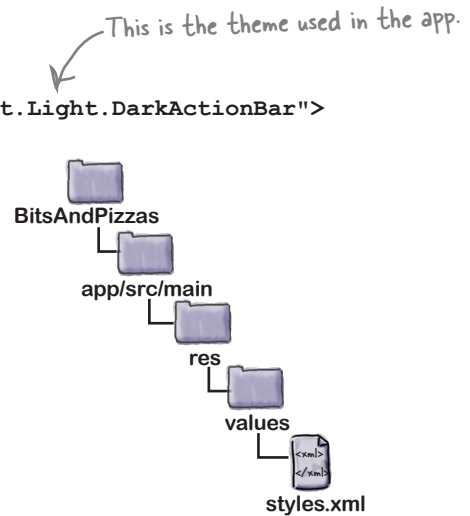 This is the theme used in the app.
t.Light.DarkActionBar">
BitsAndPizzas
app/src/main
res
values
<xml>
</xml>
styles.xml